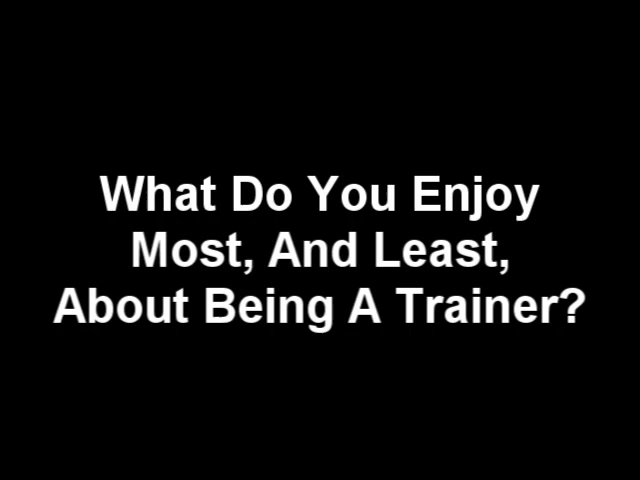 What Do You Enjoy
Most, And Least,
About Being A Trainer?